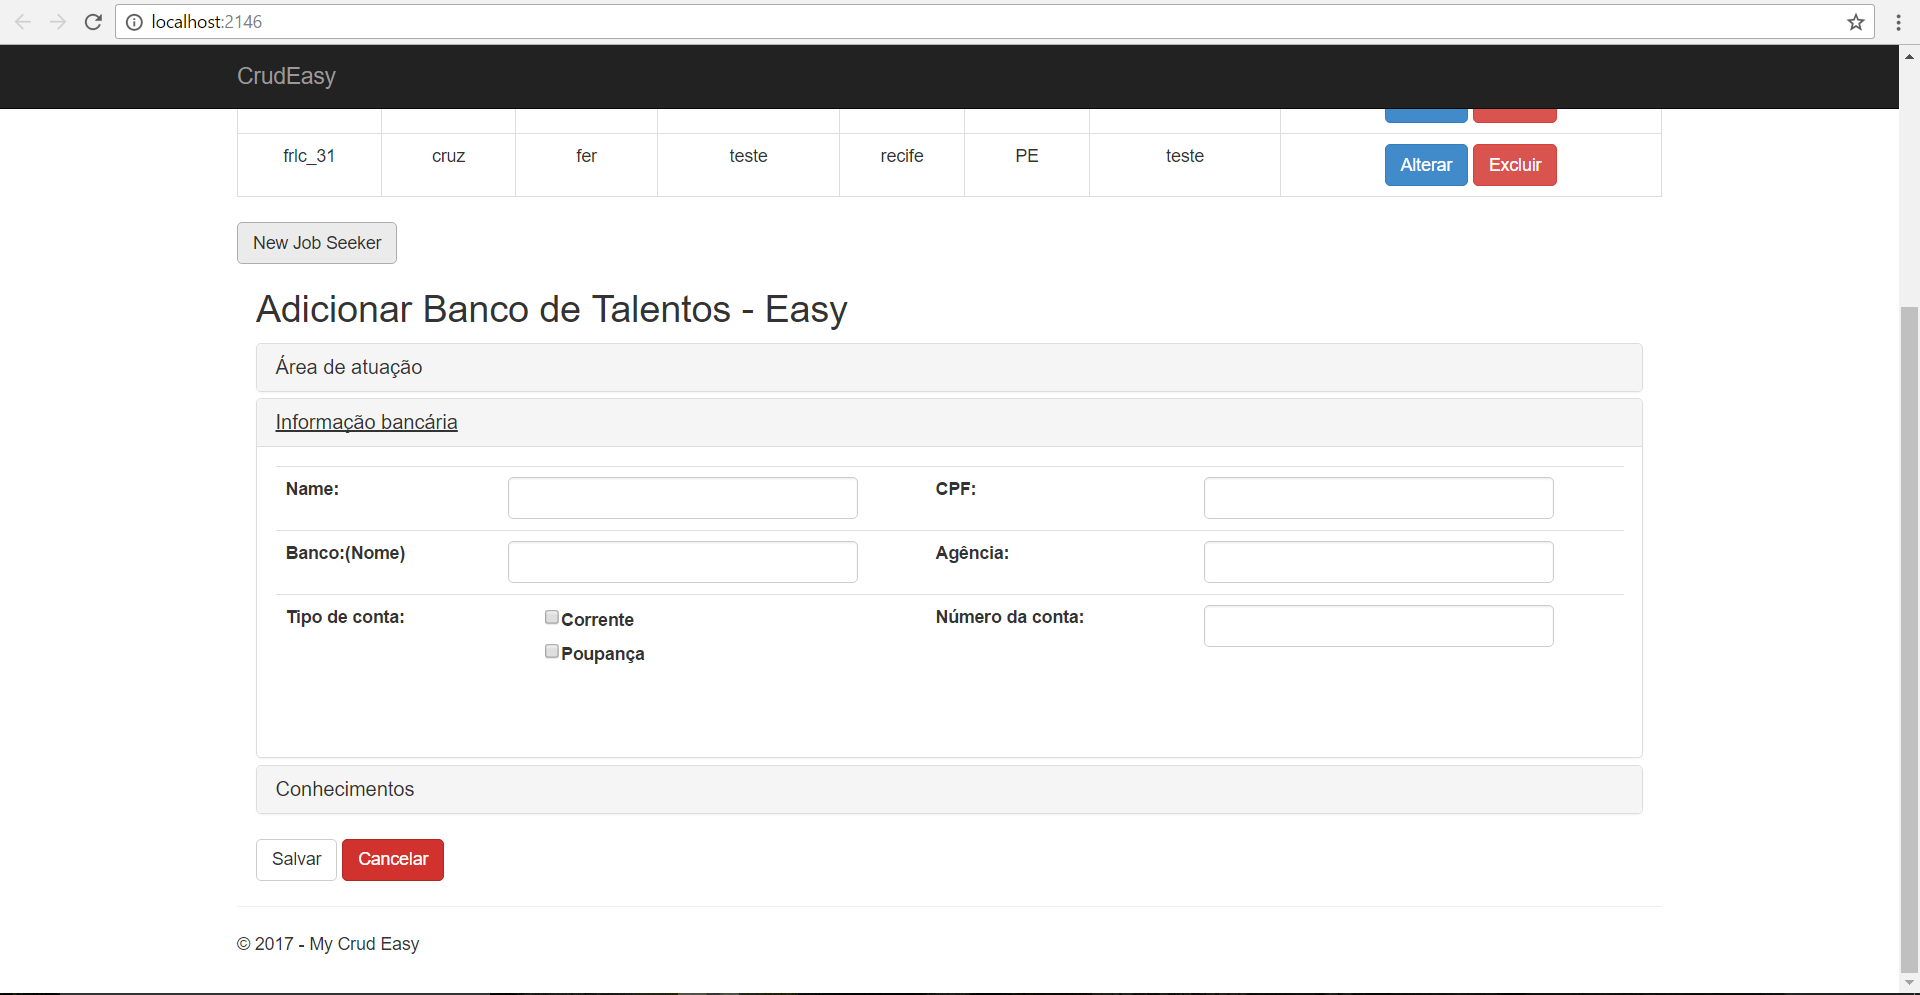 localhost:2146
CrudEasy
frlc_31 cruz fer teste recife PE teste Alterar Excluir
New Job Seeker
Adicionar Banco de Talentos - Easy
Área de atuação
Informação bancária
Name: CPF:
Banco:(Nome) Agência:
Tipo de conta: Corrente Número da conta:
Poupança
Conhecimentos
Salvar Cancelar
© 2017 - My Crud Easy